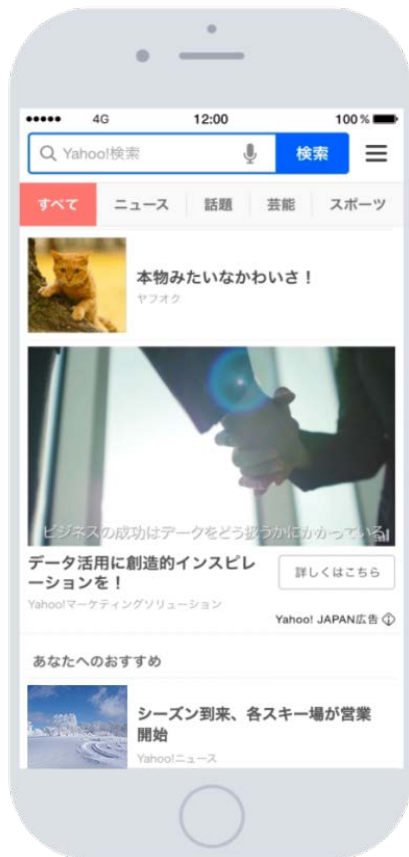 4G 12:00 100%
Yahoo!検索 検索
すべて ニュース 話題 芸能 スポーツ
本物みたいなかわいさ！
ヤフオク
ビジネスの成功はデータをどう扱うかにかかっている
データ活用に創造的インスピレ
ーションを！
詳しくはこちら
Yahoo!マーケティングソリューション
Yahoo! JAPAN広告
あなたへのおすすめ
シーズン到来、各スキー場が営業
開始
Yahoo!ニュース